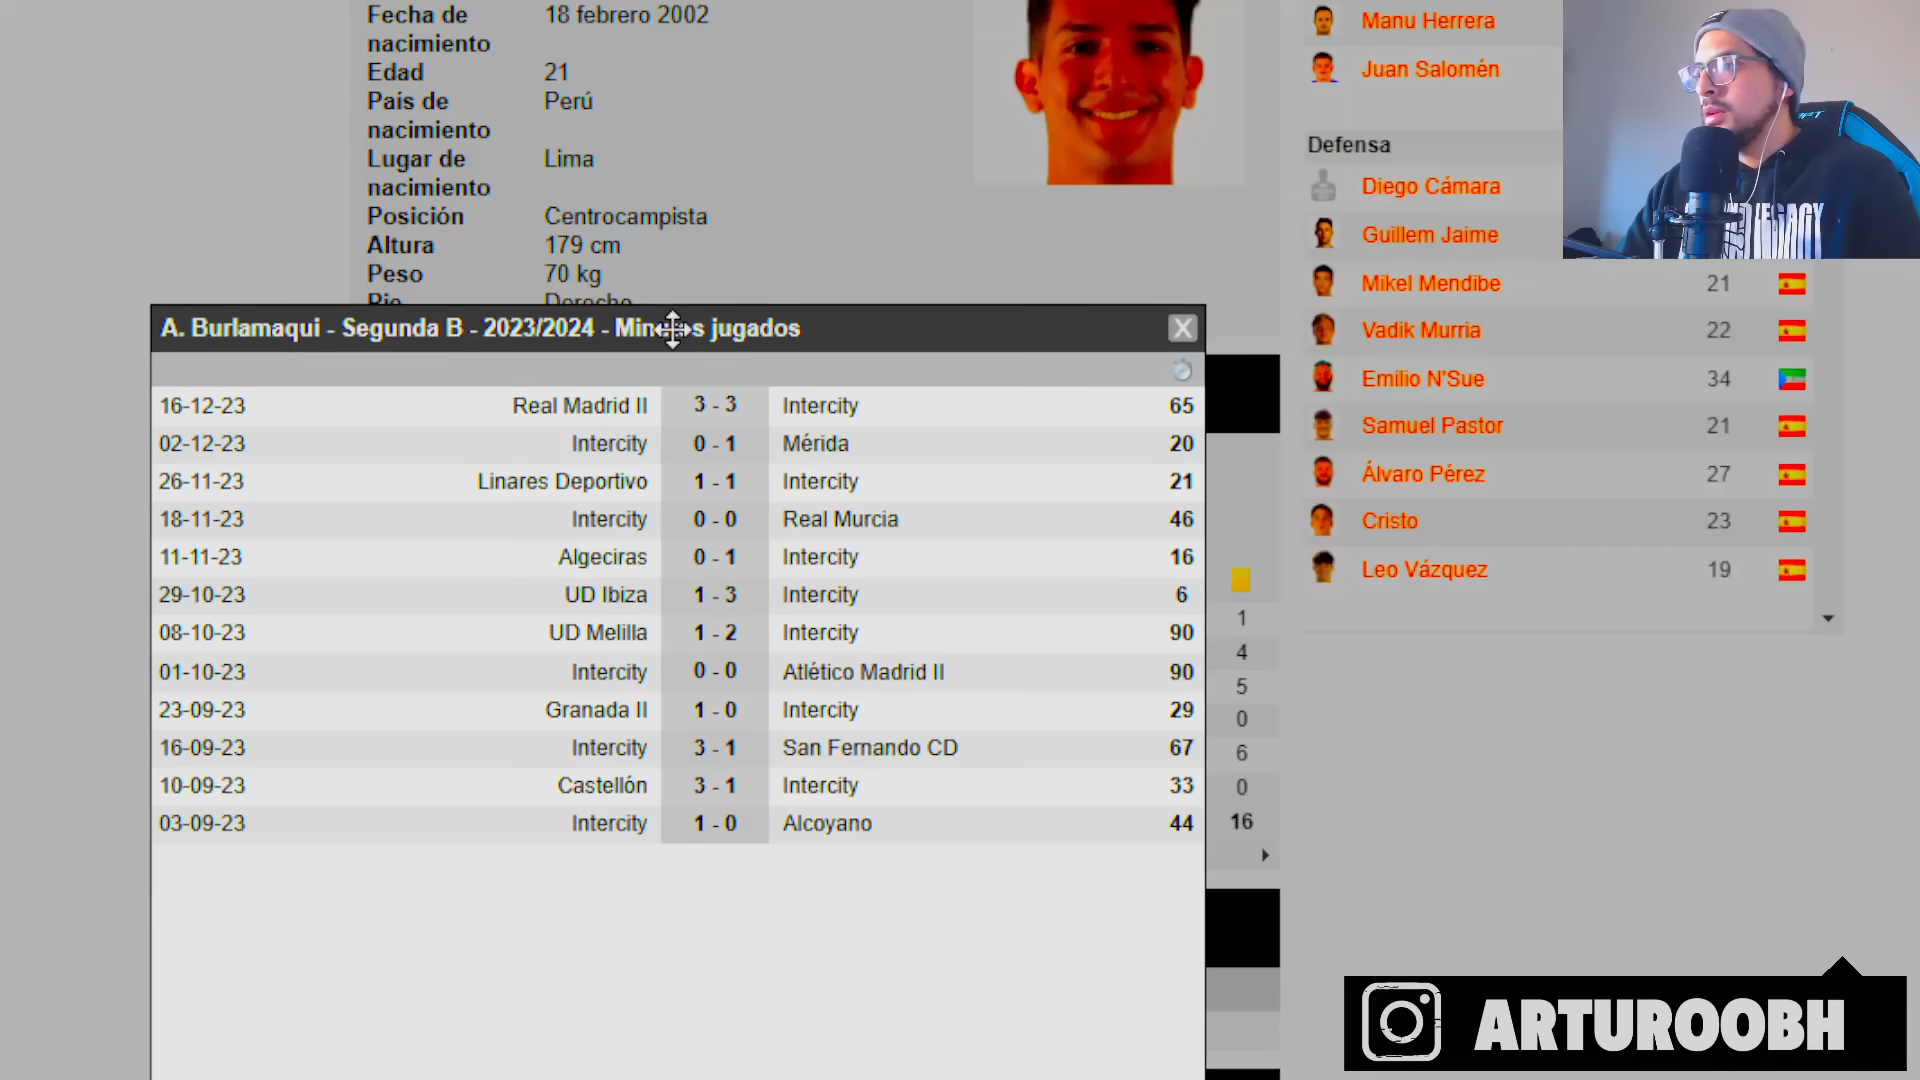 Fecha de nacimiento 18 febrero 2002
Edad 21
País de nacimiento Perú
Lugar de nacimiento Lima
Posición Centrocampista
Altura 179 cm
Peso 70 kg
Pie Derecho
A. Burlamaqui - Segunda B - 2023/2024 - Minutos jugados X
16-12-23 Real Madrid II 3 - 3 Intercity 65
02-12-23 Intercity 0 - 1 Mérida 20
26-11-23 Linares Deportivo 1 - 1 Intercity 21
18-11-23 Intercity 0 - 0 Real Murcia 46
11-11-23 Algeciras 0 - 1 Intercity 16
29-10-23 UD Ibiza 1 - 3 Intercity 6
08-10-23 UD Melilla 1 - 2 Intercity 90
01-10-23 Intercity 0 - 0 Atlético Madrid II 90
23-09-23 Granada II 1 - 0 Intercity 29
16-09-23 Intercity 3 - 1 San Fernando CD 67
10-09-23 Castellón 3 - 1 Intercity 33
03-09-23 Intercity 1 - 0 Alcoyano 44
1
4
5
0
6
0
16
Manu Herrera
Juan Salomén
Defensa
Diego Cámara
Guillem Jaime
Mikel Mendibe 21
Vadik Murria 22
Emilio N'Sue 34
Samuel Pastor 21
Álvaro Pérez 27
Cristo 23
Leo Vázquez 19
ARTUROOBH